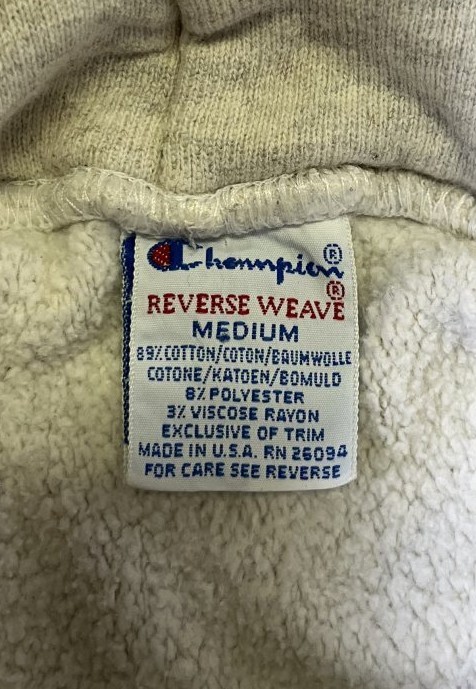 Champion®
REVERSE WEAVE®
MEDIUM
89% COTTON/COTON/BAUMWOLLE
COTONE/KATOEN/BOMULD
8% POLYESTER
3% VISCOSE RAYON
EXCLUSIVE OF TRIM
MADE IN U.S.A. RN 26094
FOR CARE SEE REVERSE